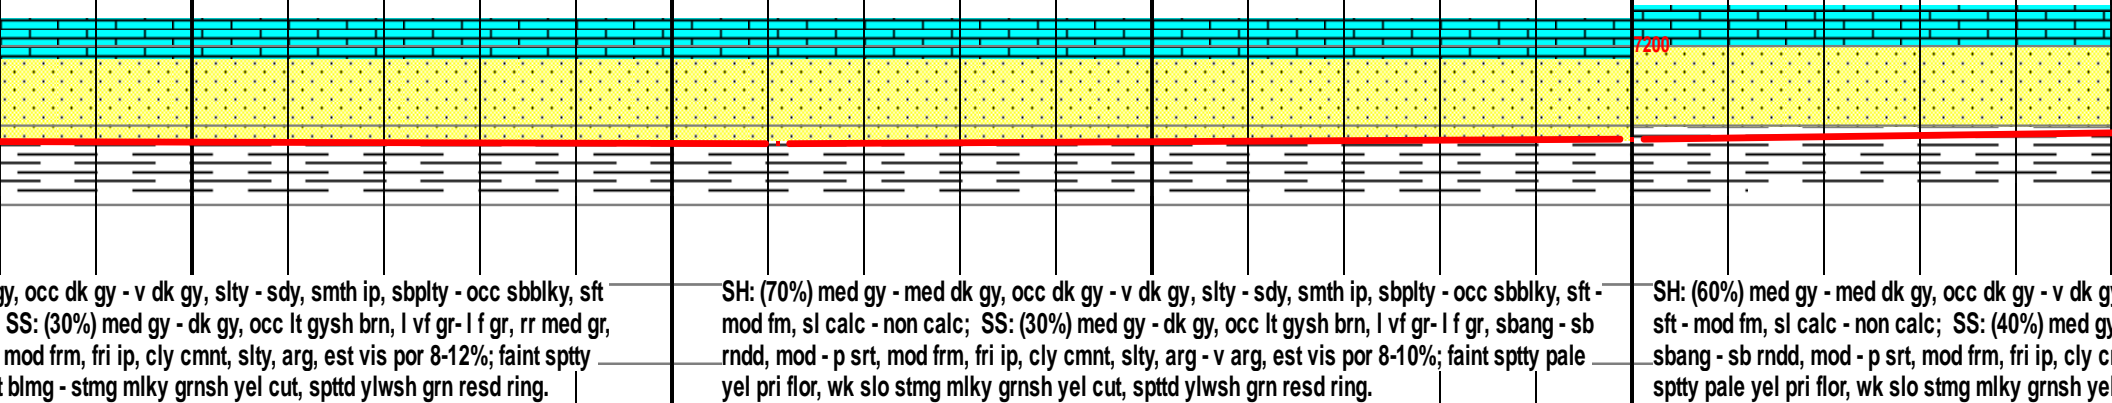 7200
gy, occ dk gy - v dk gy, slty - sdy, smth ip, sbplty - occ sbblky, sft
SS: (30%) med gy - dk gy, occ lt gysh brn, l vf gr- l f gr, rr med gr,
mod frm, fri ip, cly cmnt, slty, arg, est vis por 8-12%; faint sptty
blmg - stmg mlky grnsh yel cut, spttd ylwsh grn resd ring.
SH: (70%) med gy - med dk gy, occ dk gy - v dk gy, slty - sdy, smth ip, sbplty - occ sbblky, sft -
mod fm, sl calc - non calc;  SS: (30%) med gy - dk gy, occ lt gysh brn, l vf gr- l f gr, sbang - sb
rndd, mod - p srt, mod frm, fri ip, cly cmnt, slty, arg - v arg, est vis por 8-10%; faint sptty pale
yel pri flor, wk slo stmg mlky grnsh yel cut, spttd ylwsh grn resd ring.
SH: (60%) med gy - med dk gy, occ dk gy - v dk gy
sft - mod fm, sl calc - non calc;  SS: (40%) med gy
sbang - sb rndd, mod - p srt, mod frm, fri ip, cly
sptty pale yel pri flor, wk slo stmg mlky grnsh yel